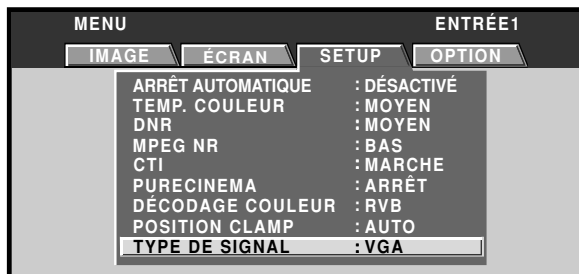 MENU ENTRÉE1
IMAGE ÉCRAN SETUP OPTION
ARRÊT AUTOMATIQUE : DÉSACTIVÉ
TEMP. COULEUR : MOYEN
DNR : MOYEN
MPEG NR : BAS
CTI : MARCHE
PURECINEMA : ARRÊT
DÉCODAGE COULEUR : RVB
POSITION CLAMP : AUTO
TYPE DE SIGNAL : VGA